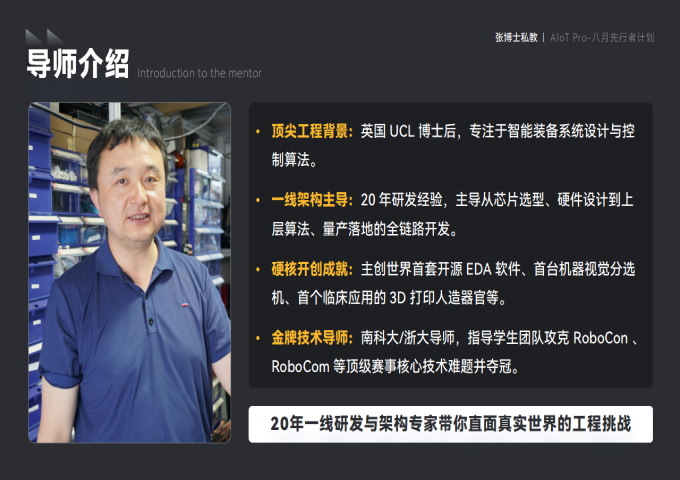 张博士私教 | AIoT Pro-八月先行者计划
导师介绍 Introduction to the mentor
• 顶尖工程背景：英国 UCL 博士后，专注于智能装备系统设计与控
制算法。
• 一线架构主导：20 年研发经验，主导从芯片选型、硬件设计到上
层算法、量产落地的全链路开发。
• 硬核开创成就：主创世界首套开源 EDA 软件、首台机器视觉分选
机、首个临床应用的 3D 打印人造器官等。
• 金牌技术导师：南科大/浙大导师，指导学生团队攻克 RoboCon 、
RoboCom 等顶级赛事核心技术难题并夺冠。
20年一线研发与架构专家带你直面真实世界的工程挑战